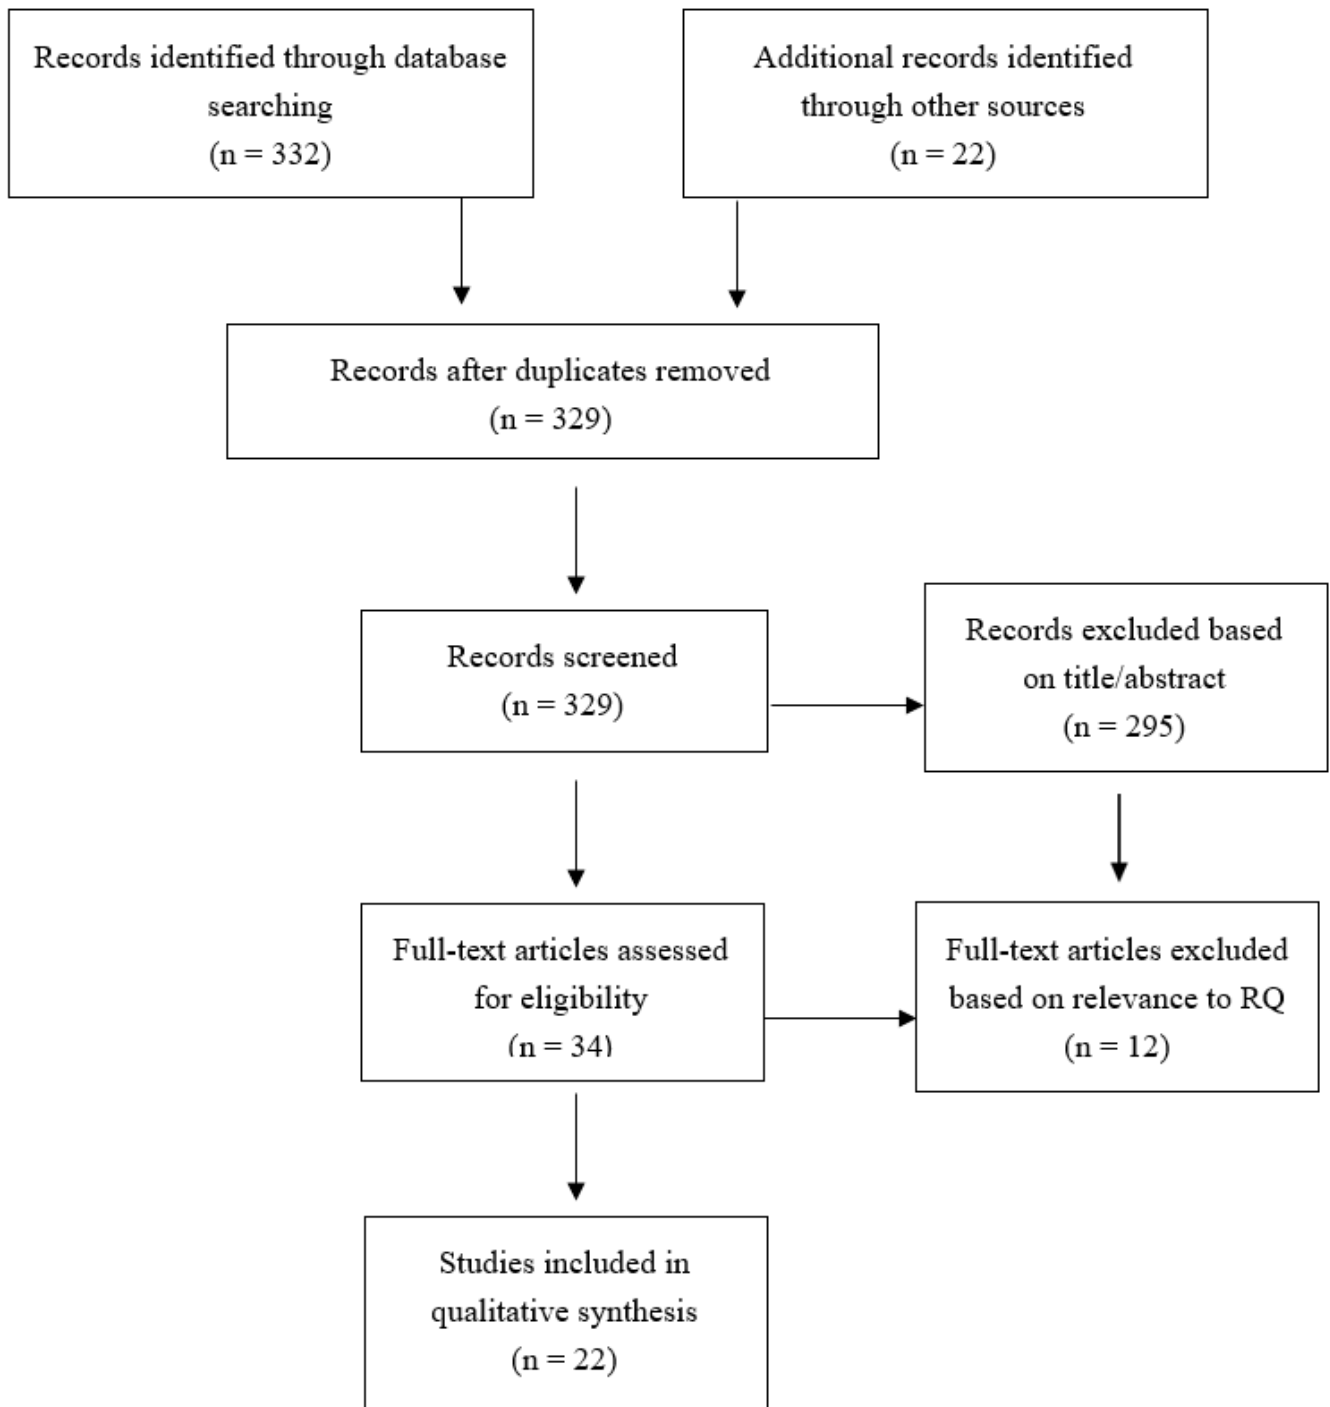 Records identified through database
searching
(n = 332)
Additional records identified
through other sources
(n = 22)
Records after duplicates removed
(n = 329)
Records screened
(n = 329)
Records excluded based
on title/abstract
(n = 295)
Full-text articles assessed
for eligibility
(n = 34)
Full-text articles excluded
based on relevance to RQ
(n = 12)
Studies included in
qualitative synthesis
(n = 22)